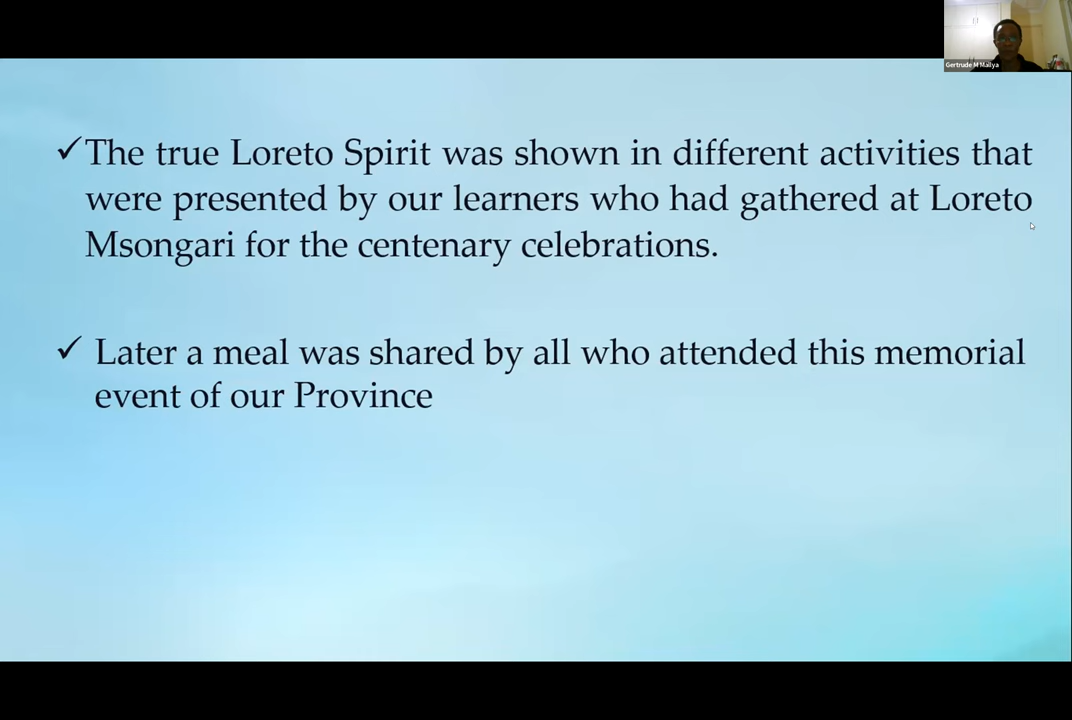 Gertrude M Mallya
✓The true Loreto Spirit was shown in different activities that
were presented by our learners who had gathered at Loreto
Msongari for the centenary celebrations.
✓ Later a meal was shared by all who attended this memorial
event of our Province